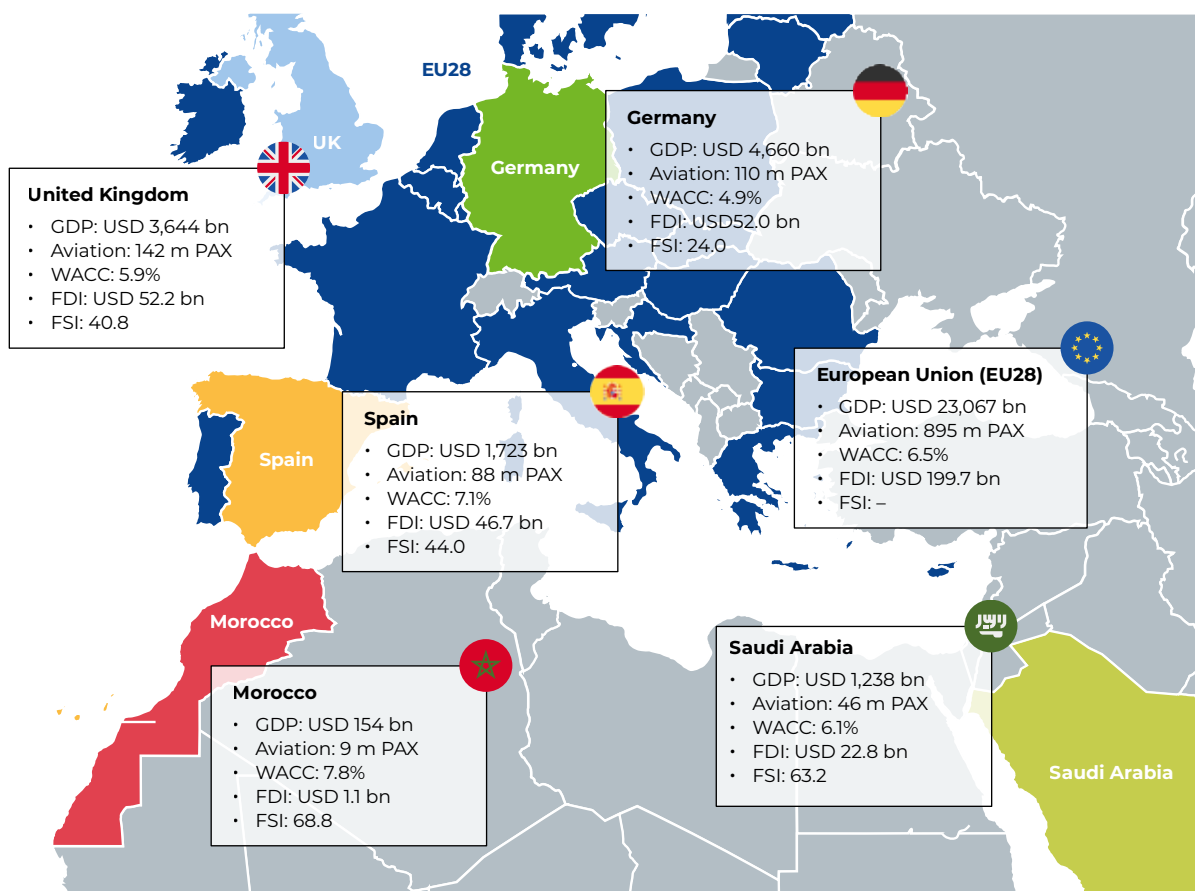 EU28
UK
Germany
Spain
Morocco
Saudi Arabia
United Kingdom
• GDP: USD 3,644 bn
• Aviation: 142 m PAX
• WACC: 5.9%
• FDI: USD 52.2 bn
• FSI: 40.8
Germany
• GDP: USD 4,660 bn
• Aviation: 110 m PAX
• WACC: 4.9%
• FDI: USD52.0 bn
• FSI: 24.0
Spain
• GDP: USD 1,723 bn
• Aviation: 88 m PAX
• WACC: 7.1%
• FDI: USD 46.7 bn
• FSI: 44.0
European Union (EU28)
• GDP: USD 23,067 bn
• Aviation: 895 m PAX
• WACC: 6.5%
• FDI: USD 199.7 bn
• FSI: –
Morocco
• GDP: USD 154 bn
• Aviation: 9 m PAX
• WACC: 7.8%
• FDI: USD 1.1 bn
• FSI: 68.8
Saudi Arabia
• GDP: USD 1,238 bn
• Aviation: 46 m PAX
• WACC: 6.1%
• FDI: USD 22.8 bn
• FSI: 63.2